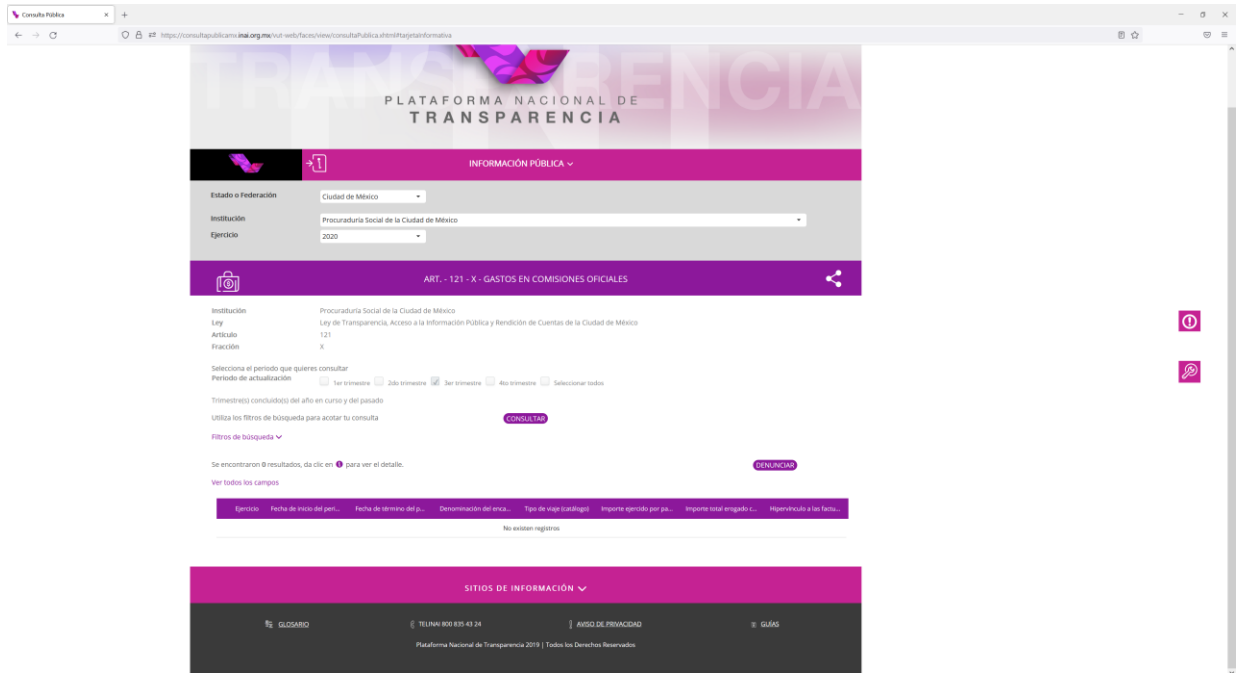 Consulta Pública
https://consultapublicamx.inai.org.mx/vut-web/faces/view/consultaPublica.xhtml#tarjetaInformativa
TRANSPARENCIA
PLATAFORMA NACIONAL DE
TRANSPARENCIA
INFORMACIÓN PÚBLICA
Estado o Federación Ciudad de México
Institución Procuraduría Social de la Ciudad de México
Ejercicio 2020
ART. - 121 - X - GASTOS EN COMISIONES OFICIALES
Institución Procuraduría Social de la Ciudad de México
Ley Ley de Transparencia, Acceso a la Información Pública y Rendición de Cuentas de la Ciudad de México
Artículo 121
Fracción X
Selecciona el periodo que quieres consultar
Periodo de actualización 1er trimestre 2do trimestre 3er trimestre 4to trimestre Seleccionar todos
Trimestre(s) concluido(s) del año en curso y del pasado
Utiliza los filtros de búsqueda para acotar tu consulta CONSULTAR
Filtros de búsqueda
Se encontraron 0 resultados, da clic en para ver el detalle. DENUNCIAR
Ver todos los campos
Ejercicio Fecha de inicio del peri... Fecha de término del p... Denominación del enca... Tipo de viaje (catálogo) Importe ejercido por pa... Importe total erogado c... Hipervínculo a las factu...
No existen registros
SITIOS DE INFORMACIÓN
GLOSARIO TELINAI 800 835 43 24 AVISO DE PRIVACIDAD GUÍAS
Plataforma Nacional de Transparencia 2019 | Todos los Derechos Reservados